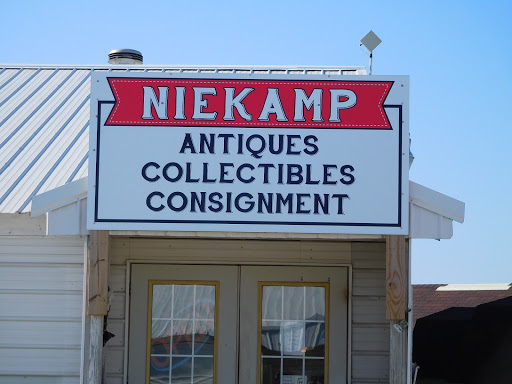 NIEKAMP
ANTIQUES
COLLECTIBLES
CONSIGNMENT